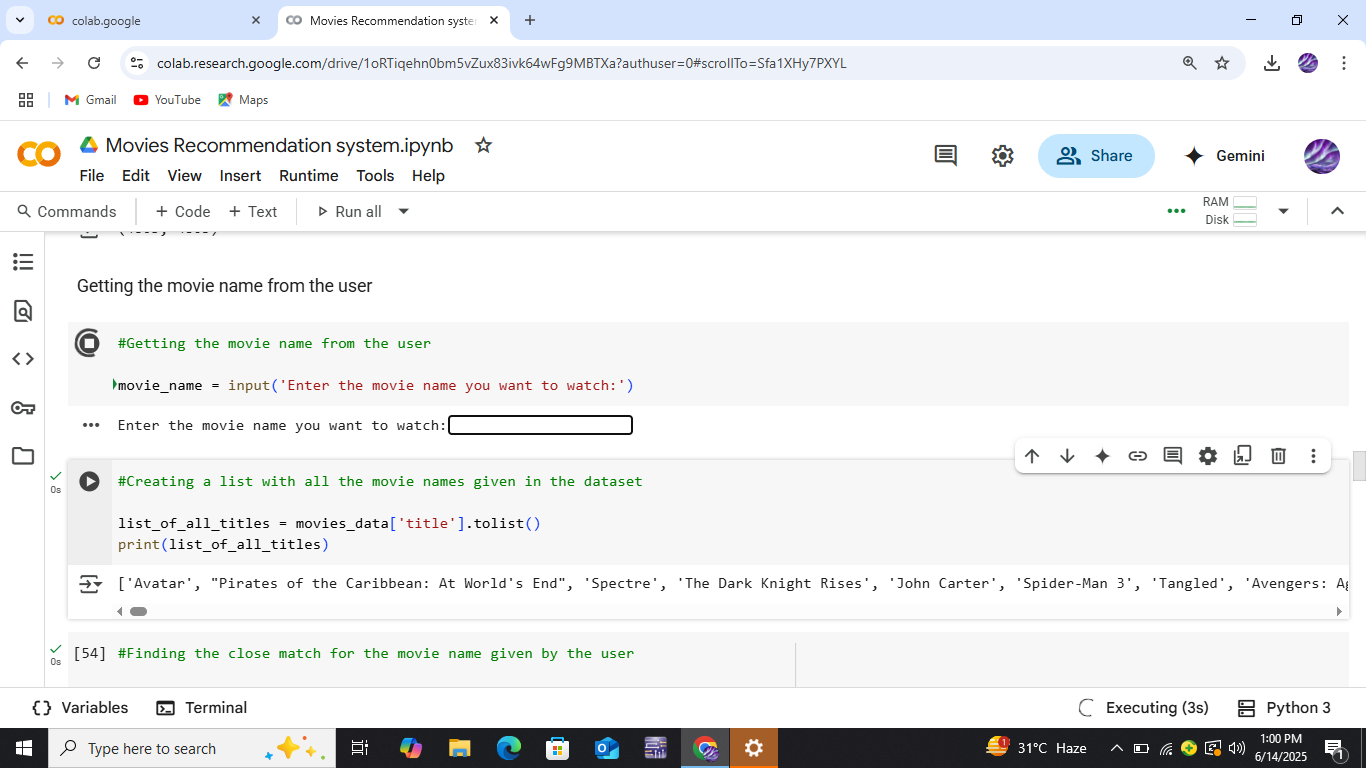 colab.google
Movies Recommendation syste
colab.research.google.com/drive/1oRTiqehn0bm5vZux83ivk64wFg9MBTXa?authuser=0#scrollTo=Sfa1XHy7PXYL
Gmail
YouTube
Maps
Movies Recommendation system.ipynb
Share
Gemini
File Edit View Insert Runtime Tools Help
Commands
+ Code
+ Text
Run all
RAM
Disk
Getting the movie name from the user
#Getting the movie name from the user
movie_name = input('Enter the movie name you want to watch:')
Enter the movie name you want to watch:
#Creating a list with all the movie names given in the dataset
0s
list_of_all_titles = movies_data['title'].tolist()
print(list_of_all_titles)
['Avatar', "Pirates of the Caribbean: At World's End", 'Spectre', 'The Dark Knight Rises', 'John Carter', 'Spider-Man 3', 'Tangled', 'Avengers: Ag
[54] #Finding the close match for the movie name given by the user
0s
Variables
Terminal
Executing (3s)
Python 3
Type here to search
31°C Haze
1:00 PM
6/14/2025
1